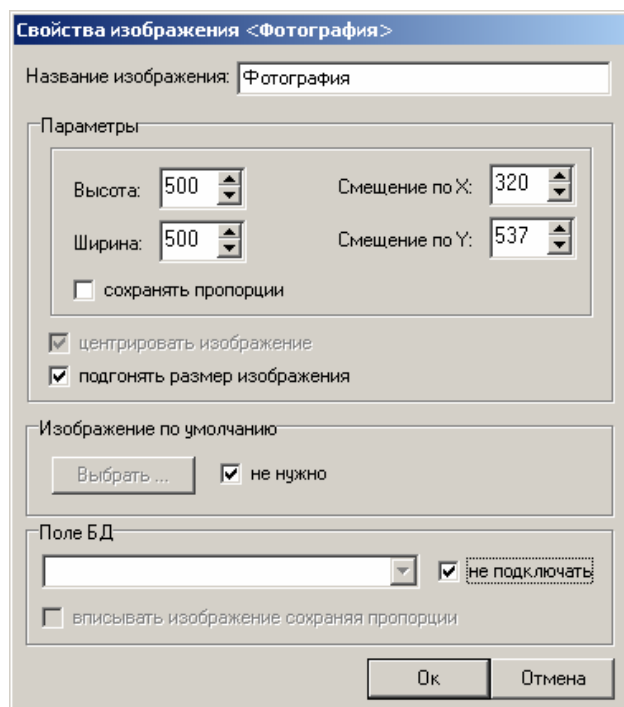 Свойства изображения <Фотография>
Название изображения: Фотография
Параметры
Высота: 500 Смещение по X: 320
Ширина: 500 Смещение по Y: 537
сохранять пропорции
центрировать изображение
подгонять размер изображения
Изображение по умолчанию
Выбрать ... не нужно
Поле БД
не подключать
вписывать изображение сохраняя пропорции
Ок Отмена